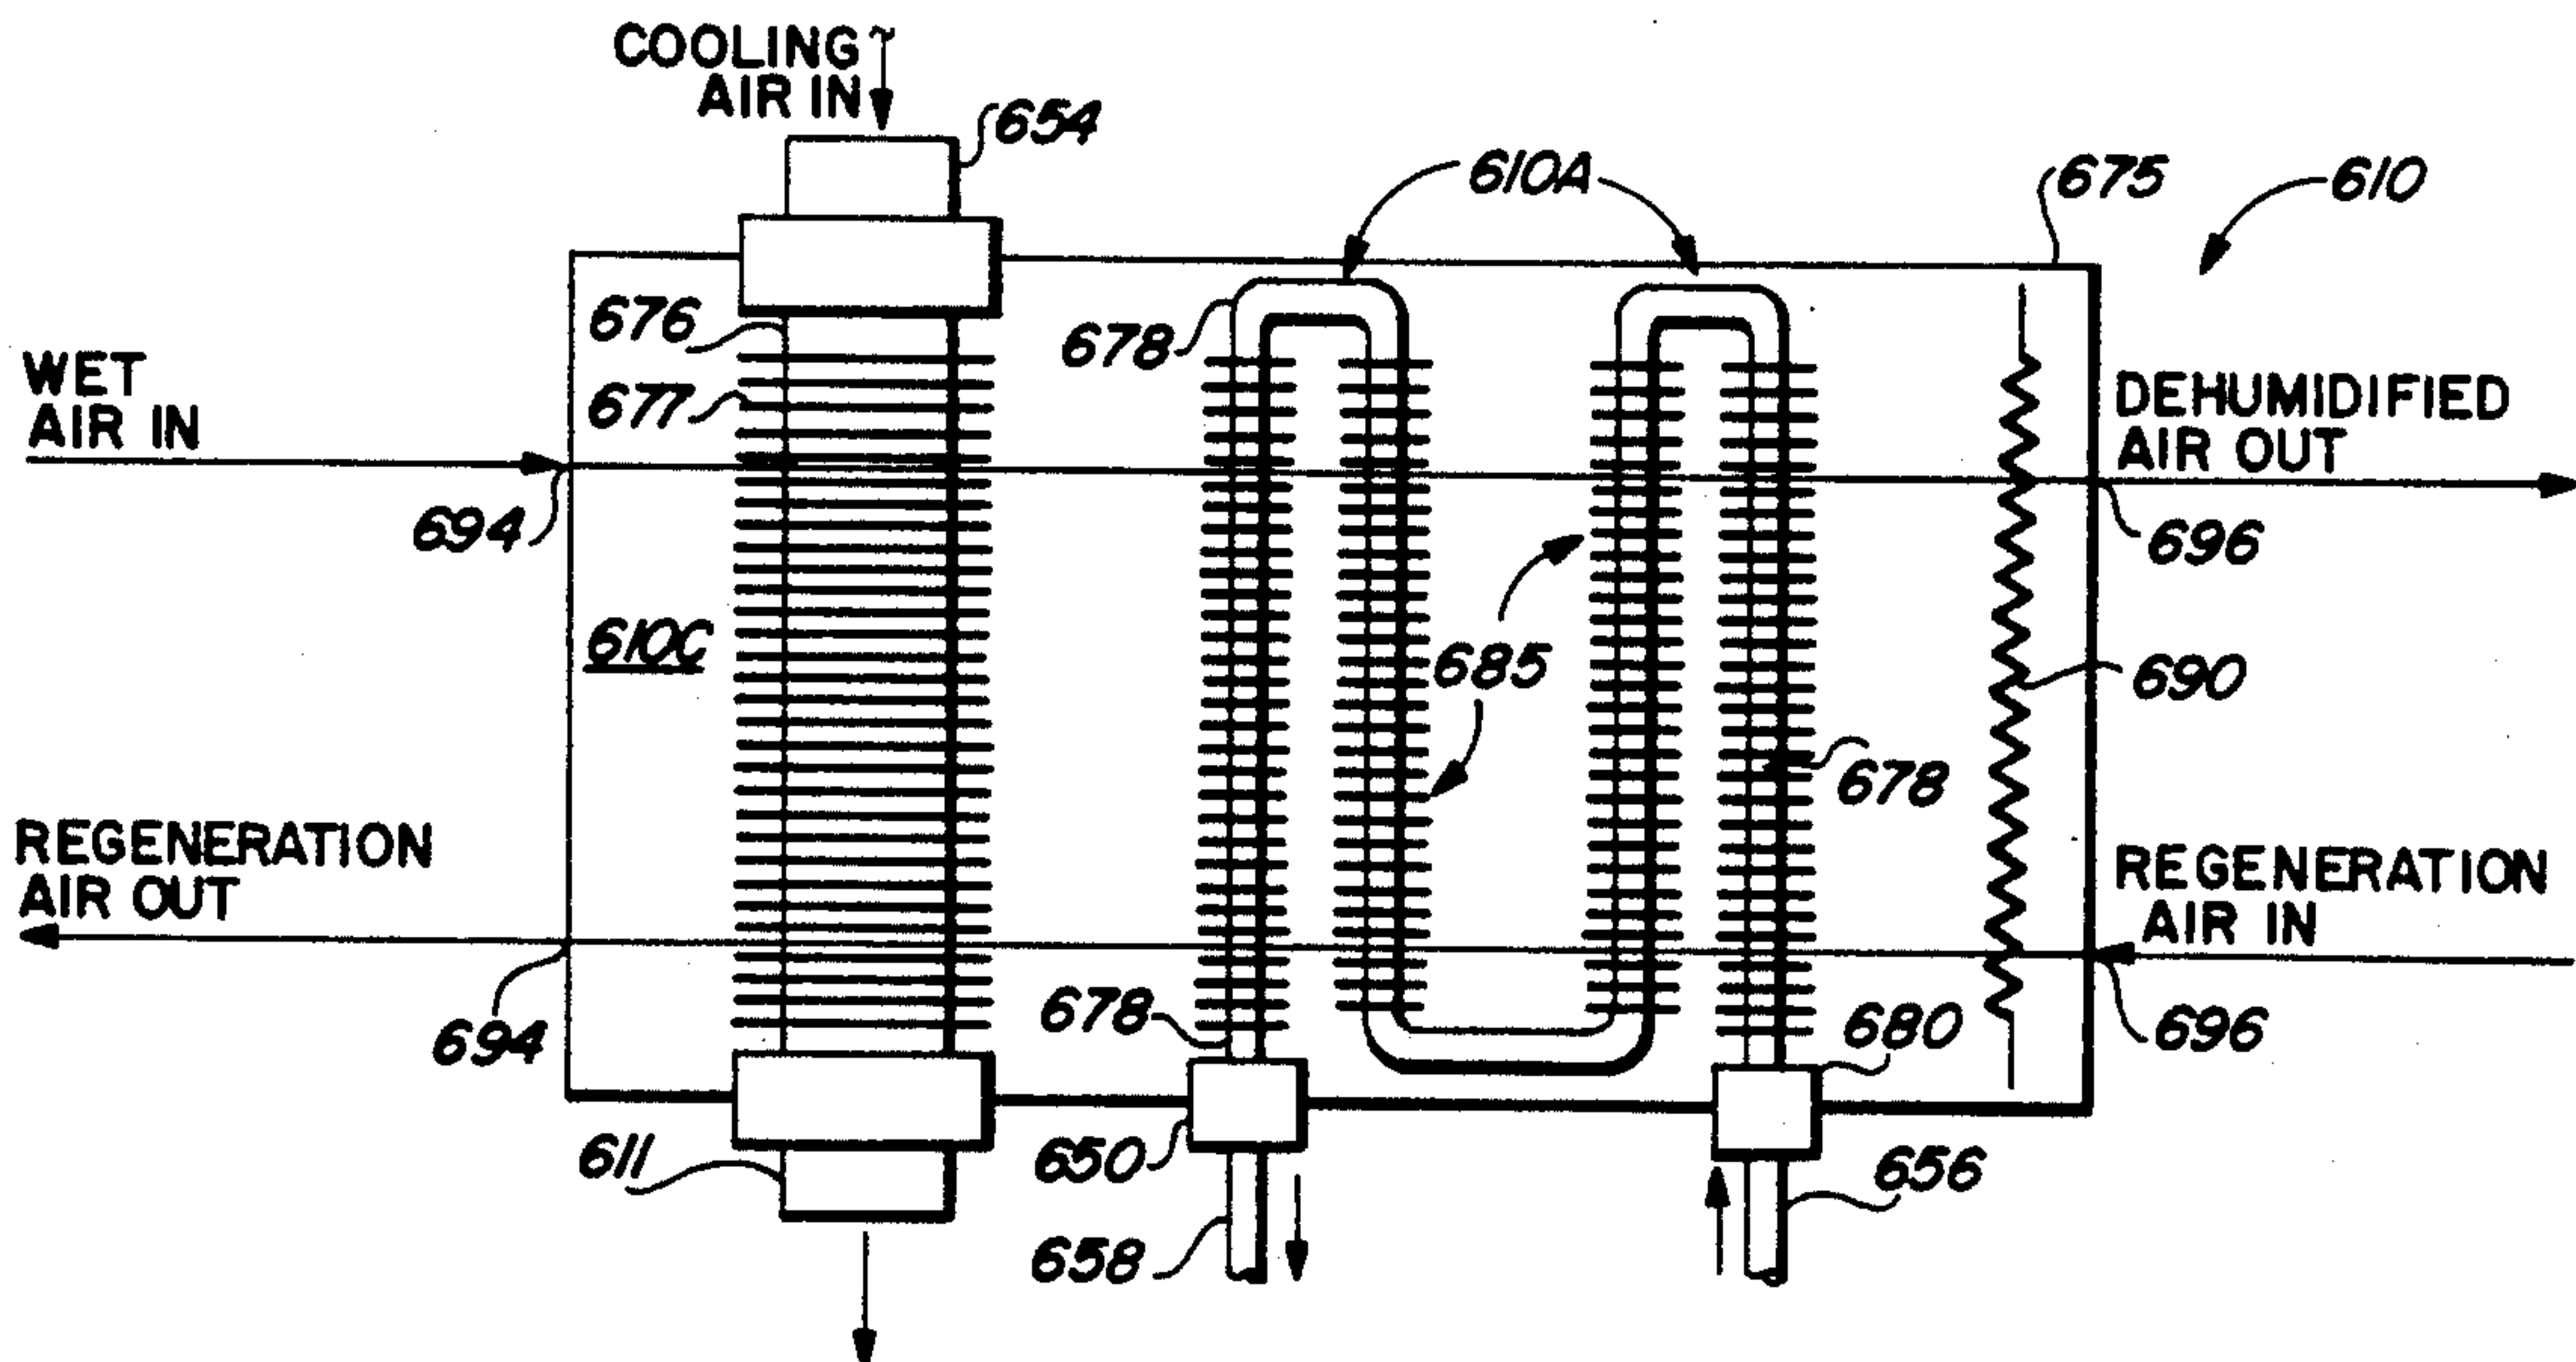 COOLING
AIR IN
654
610A
675
610
676
678
WET
AIR IN
677
DEHUMIDIFIED
AIR OUT
694
696
610C
685
690
678
REGENERATION
AIR OUT
REGENERATION
AIR IN
678
680
694
696
611
650
656
658